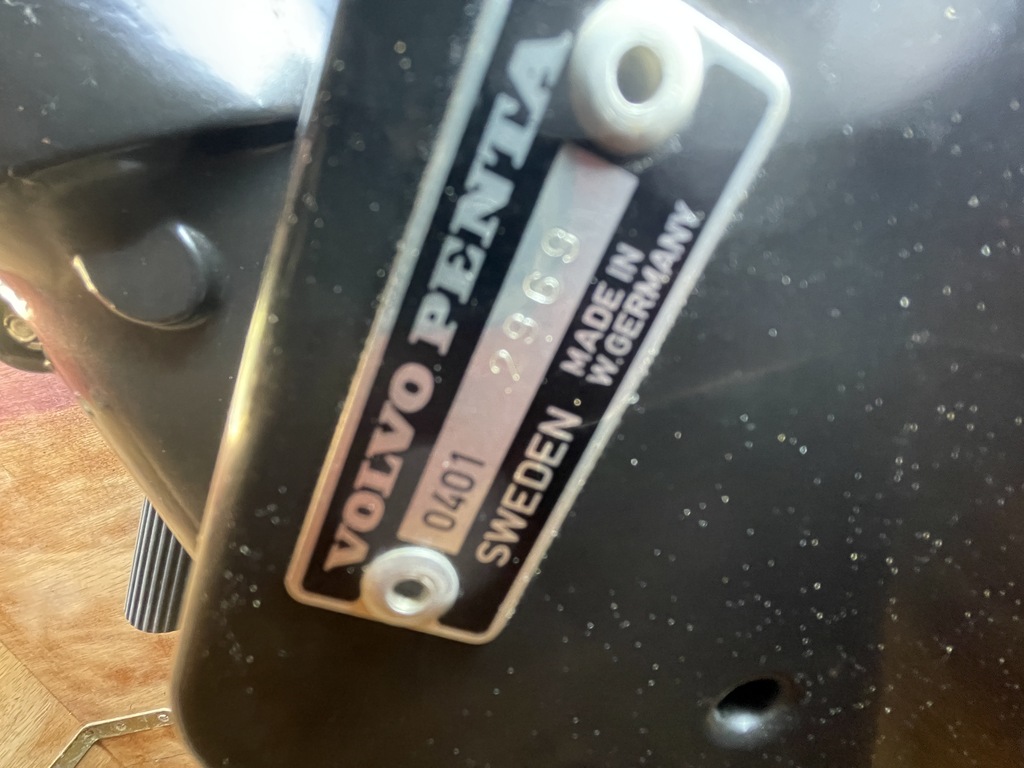 VOLVO PENTA
0401 2969
SWEDEN MADE IN
W.GERMANY